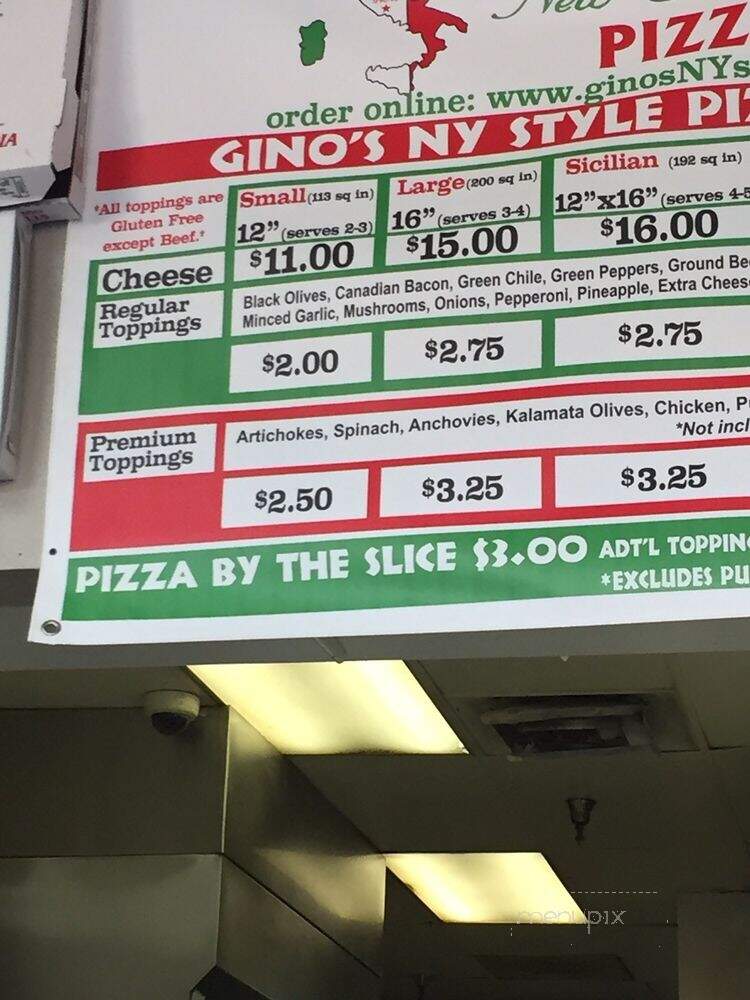 PIZZ
order online: www.ginosNYs
GINO'S NY STYLE PI
IA
*All toppings are
Gluten Free
except Beef.*
Small (113 sq in)
12" (serves 2-3)
Large (200 sq in)
16" (serves 3-4)
Sicilian (192 sq in)
12"x16" (serves 4-5
Cheese
$11.00
$15.00
$16.00
Regular
Toppings
Black Olives, Canadian Bacon, Green Chile, Green Peppers, Ground Be
Minced Garlic, Mushrooms, Onions, Pepperoni, Pineapple, Extra Chees
$2.00
$2.75
$2.75
Premium
Toppings
Artichokes, Spinach, Anchovies, Kalamata Olives, Chicken, P
*Not incl
$2.50
$3.25
$3.25
PIZZA BY THE SLICE $3.00 ADT'L TOPPIN
*EXCLUDES PU
menupix